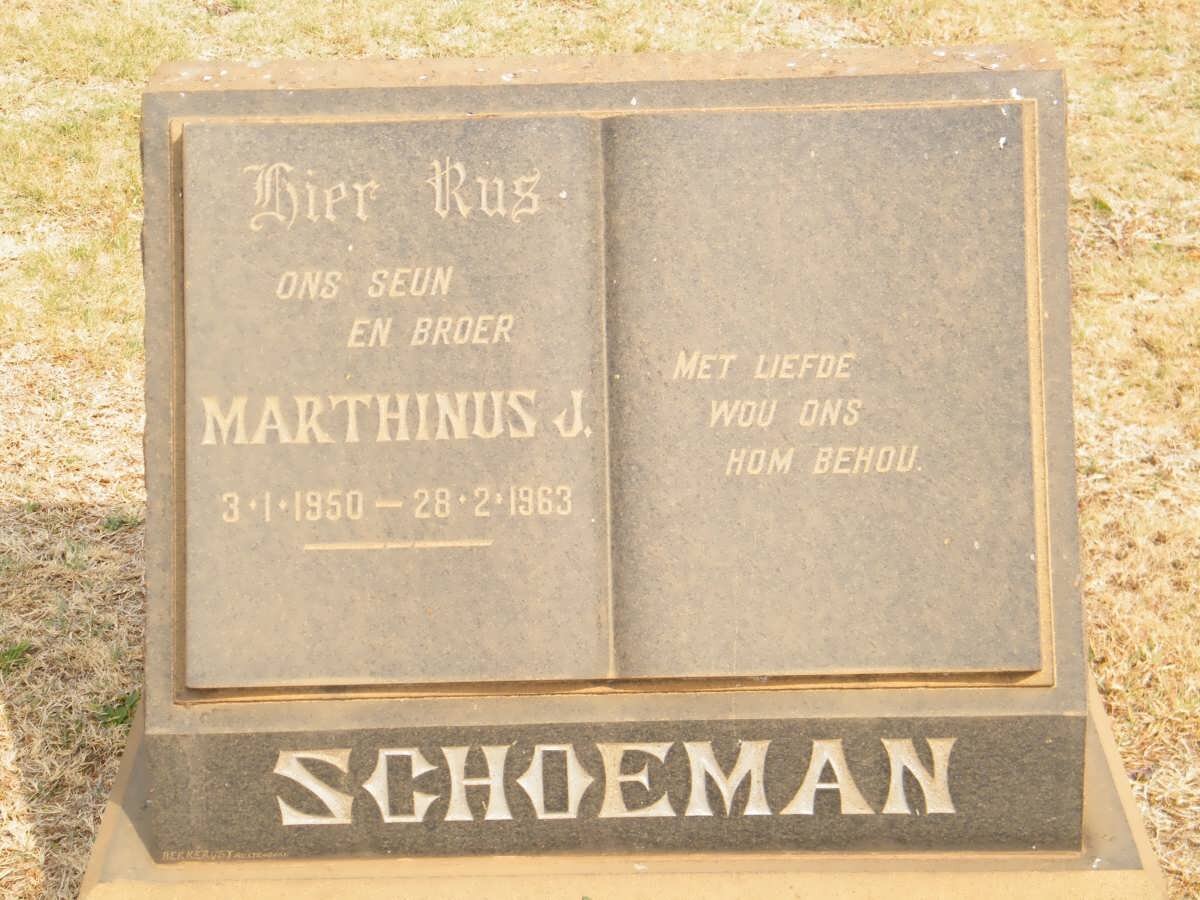 Hier Rus
ONS SEUN
EN BROER
MARTHINUS J.
3·1·1950 — 28·2·1963
MET LIEFDE
WOU ONS
HOM BEHOU.
SCHOEMAN